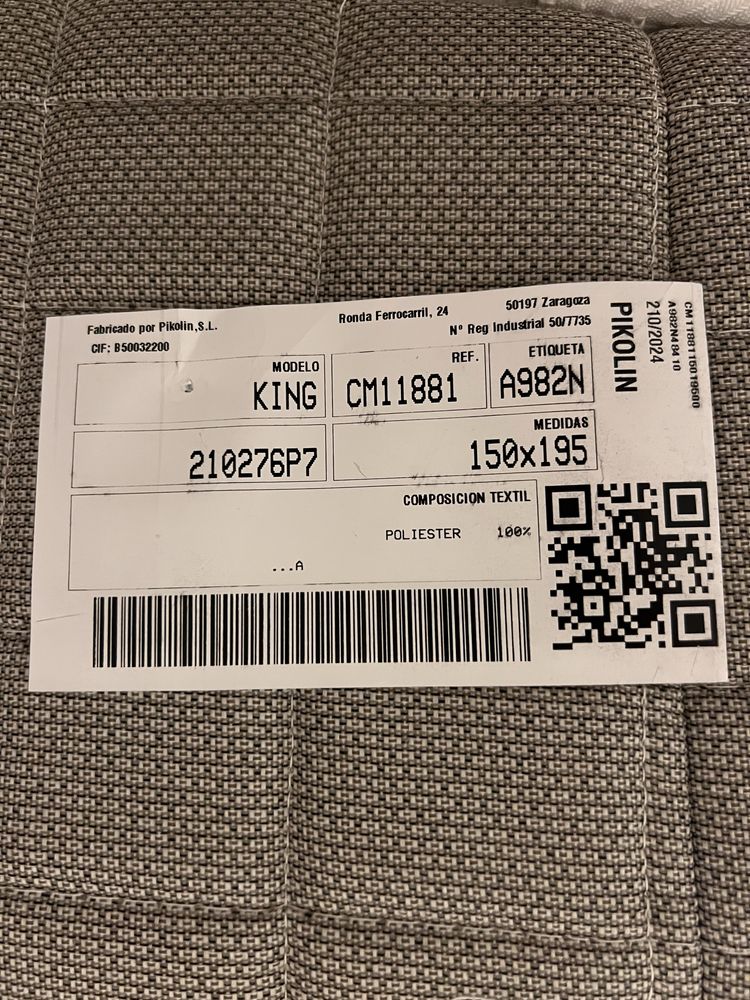 Fabricado por Pikolin,S.L.
Ronda Ferrocarril, 24
50197 Zaragoza
CIF: B50032200
Nº Reg Industrial 50/7735
MODELO
KING
REF.
CM11881
ETIQUETA
A982N
210276P7
MEDIDAS
150x195
COMPOSICION TEXTIL
POLIESTER 100%
...A
PIKOLIN
210/2024
A982N48410